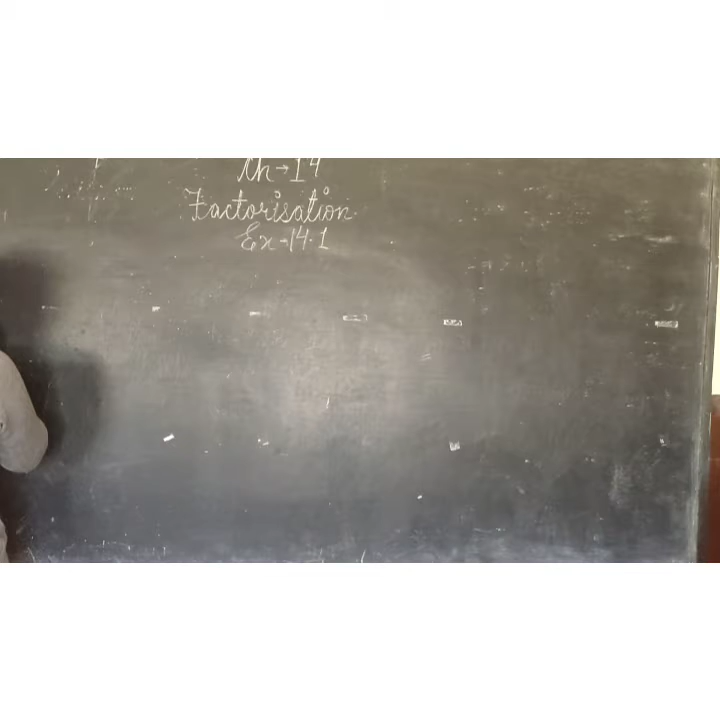 Ch → 14
Factorisation
Ex → 14.1